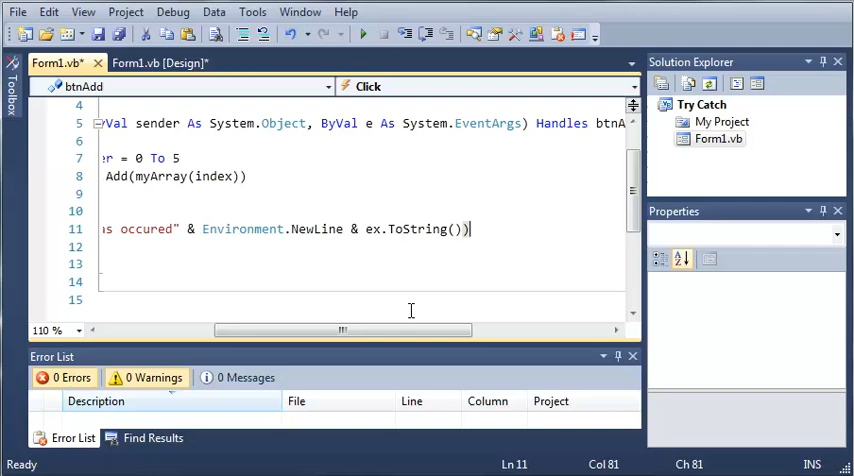 File Edit View Project Debug Data Tools Window Help
Form1.vb* Form1.vb [Design]*
btnAdd Click
Toolbox
4
5 yVal sender As System.Object, ByVal e As System.EventArgs) Handles btnA
6
7 er = 0 To 5
8 Add(myArray(index))
9
10
11 as occured" & Environment.NewLine & ex.ToString())
12
13
14
15
110 %
Solution Explorer
Try Catch
My Project
Form1.vb
Properties
Error List
0 Errors 0 Warnings 0 Messages
Description File Line Column Project
Error List Find Results
Ready Ln 11 Col 81 Ch 81 INS